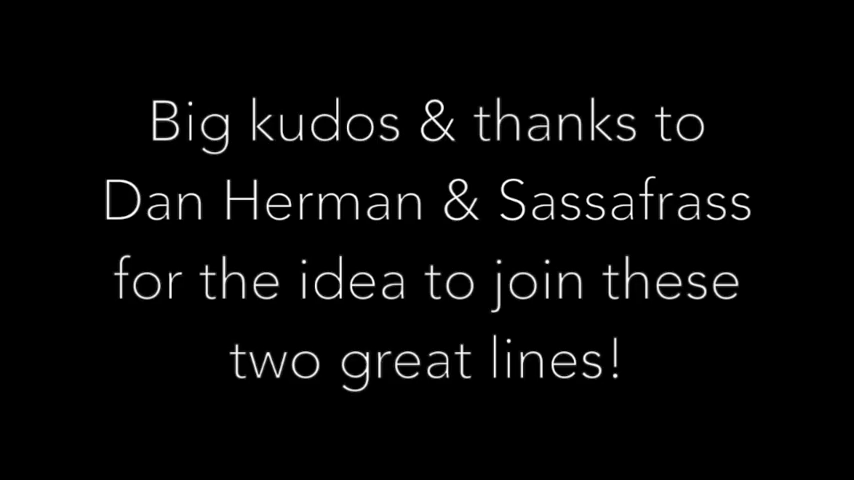 Big kudos & thanks to
Dan Herman & Sassafrass
for the idea to join these
two great lines!